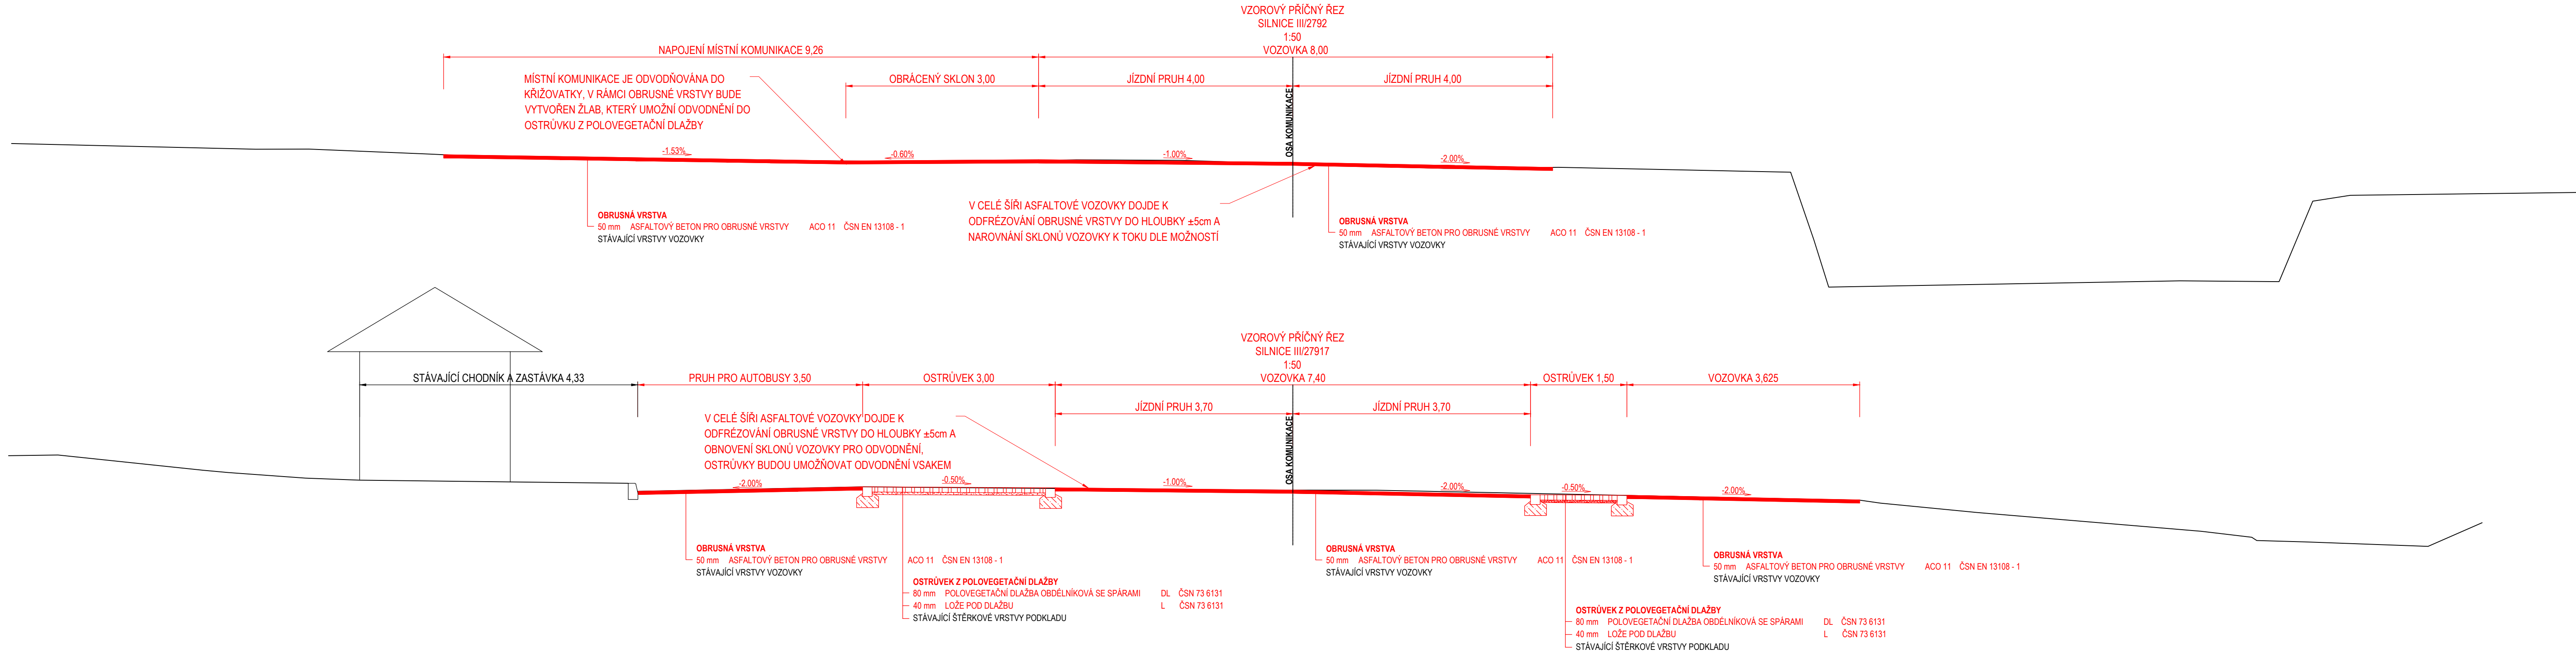 VZOROVÝ PŘÍČNÝ ŘEZ
SILNICE III/2792
1:50
NAPOJENÍ MÍSTNÍ KOMUNIKACE 9,26
VOZOVKA 8,00
MÍSTNÍ KOMUNIKACE JE ODVODŇOVÁNA DO
KŘIŽOVATKY, V RÁMCI OBRUSNÉ VRSTVY BUDE
VYTVOŘEN ŽLAB, KTERÝ UMOŽNÍ ODVODNĚNÍ DO
OSTRŮVKU Z POLOVEGETAČNÍ DLAŽBY
OBRÁCENÝ SKLON 3,00
JÍZDNÍ PRUH 4,00
JÍZDNÍ PRUH 4,00
OSA KOMUNIKACE
-1.53%
-0.60%
-1.00%
-2.00%
OBRUSNÁ VRSTVA
50 mm ASFALTOVÝ BETON PRO OBRUSNÉ VRSTVY ACO 11 ČSN EN 13108 - 1
STÁVAJÍCÍ VRSTVY VOZOVKY
V CELÉ ŠÍŘI ASFALTOVÉ VOZOVKY DOJDE K
ODFRÉZOVÁNÍ OBRUSNÉ VRSTVY DO HLOUBKY ±5cm A
NAROVNÁNÍ SKLONŮ VOZOVKY K TOKU DLE MOŽNOSTÍ
OBRUSNÁ VRSTVA
50 mm ASFALTOVÝ BETON PRO OBRUSNÉ VRSTVY ACO 11 ČSN EN 13108 - 1
STÁVAJÍCÍ VRSTVY VOZOVKY
VZOROVÝ PŘÍČNÝ ŘEZ
SILNICE III/27917
1:50
STÁVAJÍCÍ CHODNÍK A ZASTÁVKA 4,33
PRUH PRO AUTOBUSY 3,50
OSTRŮVEK 3,00
VOZOVKA 7,40
OSTRŮVEK 1,50
VOZOVKA 3,625
JÍZDNÍ PRUH 3,70
JÍZDNÍ PRUH 3,70
OSA KOMUNIKACE
V CELÉ ŠÍŘI ASFALTOVÉ VOZOVKY DOJDE K
ODFRÉZOVÁNÍ OBRUSNÉ VRSTVY DO HLOUBKY ±5cm A
OBNOVENÍ SKLONŮ VOZOVKY PRO ODVODNĚNÍ,
OSTRŮVKY BUDOU UMOŽŇOVAT ODVODNĚNÍ VSAKEM
-2.00%
-0.50%
-1.00%
-2.00%
-0.50%
-2.00%
OBRUSNÁ VRSTVA
50 mm ASFALTOVÝ BETON PRO OBRUSNÉ VRSTVY ACO 11 ČSN EN 13108 - 1
STÁVAJÍCÍ VRSTVY VOZOVKY
OSTRŮVEK Z POLOVEGETAČNÍ DLAŽBY
80 mm POLOVEGETAČNÍ DLAŽBA OBDÉLNÍKOVÁ SE SPÁRAMI DL ČSN 73 6131
40 mm LOŽE POD DLAŽBU L ČSN 73 6131
STÁVAJÍCÍ ŠTĚRKOVÉ VRSTVY PODKLADU
OBRUSNÁ VRSTVA
50 mm ASFALTOVÝ BETON PRO OBRUSNÉ VRSTVY ACO 11 ČSN EN 13108 - 1
STÁVAJÍCÍ VRSTVY VOZOVKY
OBRUSNÁ VRSTVA
50 mm ASFALTOVÝ BETON PRO OBRUSNÉ VRSTVY ACO 11 ČSN EN 13108 - 1
STÁVAJÍCÍ VRSTVY VOZOVKY
OSTRŮVEK Z POLOVEGETAČNÍ DLAŽBY
80 mm POLOVEGETAČNÍ DLAŽBA OBDÉLNÍKOVÁ SE SPÁRAMI DL ČSN 73 6131
40 mm LOŽE POD DLAŽBU L ČSN 73 6131
STÁVAJÍCÍ ŠTĚRKOVÉ VRSTVY PODKLADU